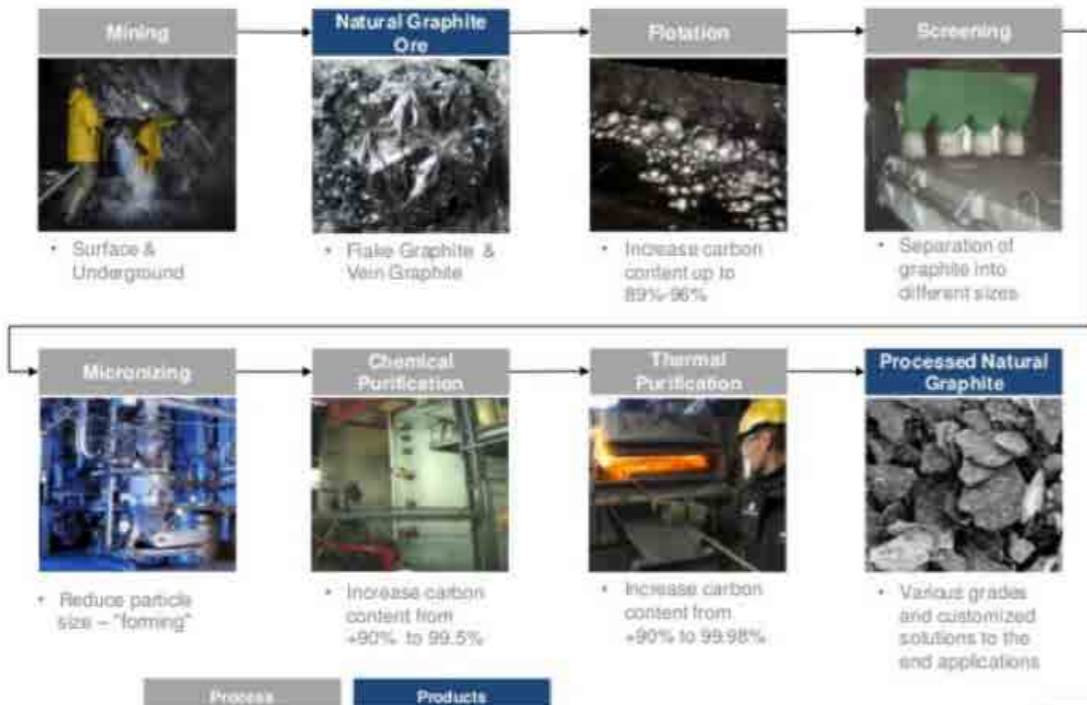 Mining
Natural Graphite
Ore
Flotation
Screening
• Surface &
Underground
• Flake Graphite &
Vein Graphite
• Increase carbon
content up to
89%-96%
• Separation of
graphite into
different sizes
Micronizing
Chemical
Purification
Thermal
Purification
Processed Natural
Graphite
• Reduce particle
size – "forming"
• Increase carbon
content from
+90% to 99.5%
• Increase carbon
content from
+90% to 99.98%
• Various grades
and customized
solutions to the
end applications
Process
Products